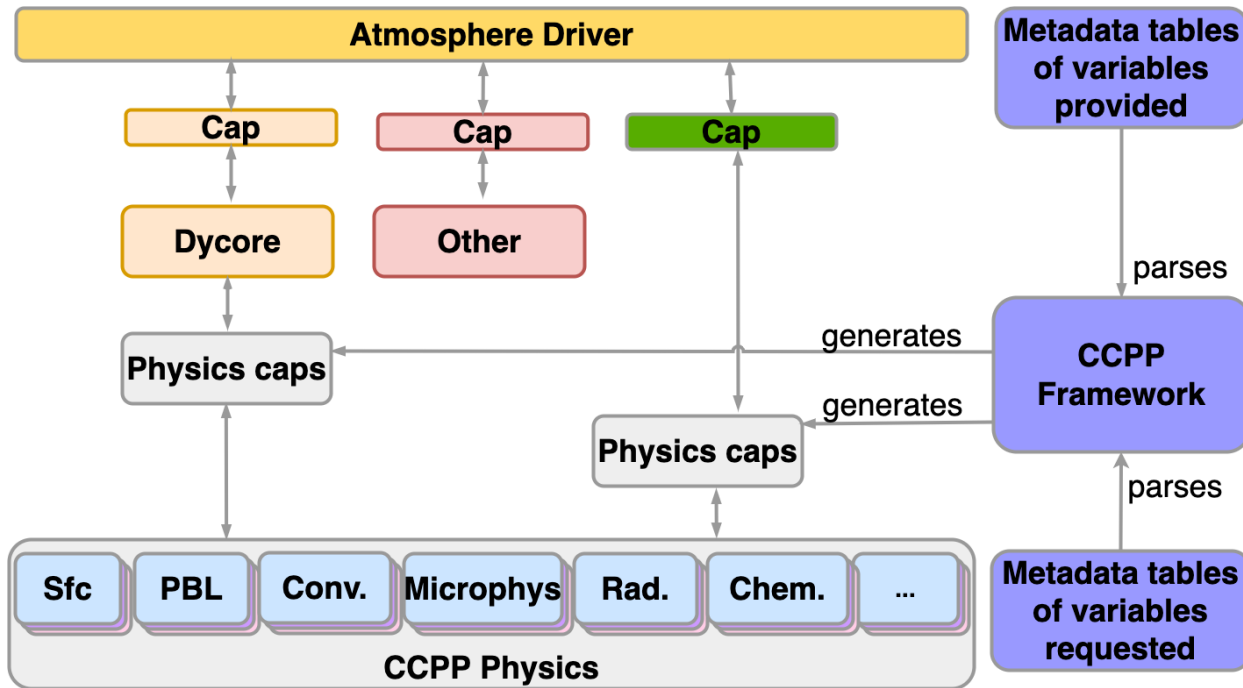 Atmosphere Driver
Metadata tables
of variables
provided
Cap
Cap
Cap
Dycore
Other
parses
Physics caps
generates
CCPP
Framework
generates
Physics caps
parses
Sfc
PBL
Conv.
Microphys
Rad.
Chem.
...
CCPP Physics
Metadata tables
of variables
requested